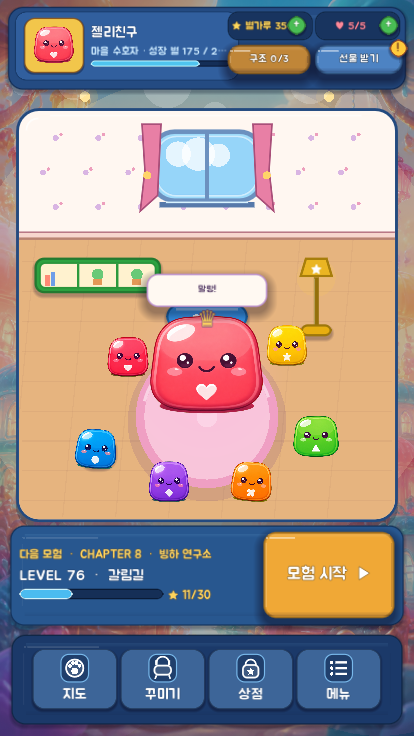 젤리친구
★ 별가루 35
♥ 5/5
마을 수호자 · 성장 별 175 / 2
구조 0/3
선물 받기
!
말랑!
다음 모험 · CHAPTER 8 · 빙하 연구소
LEVEL 76 · 갈림길
★ 11/30
모험 시작 ▶
지도
꾸미기
상점
메뉴